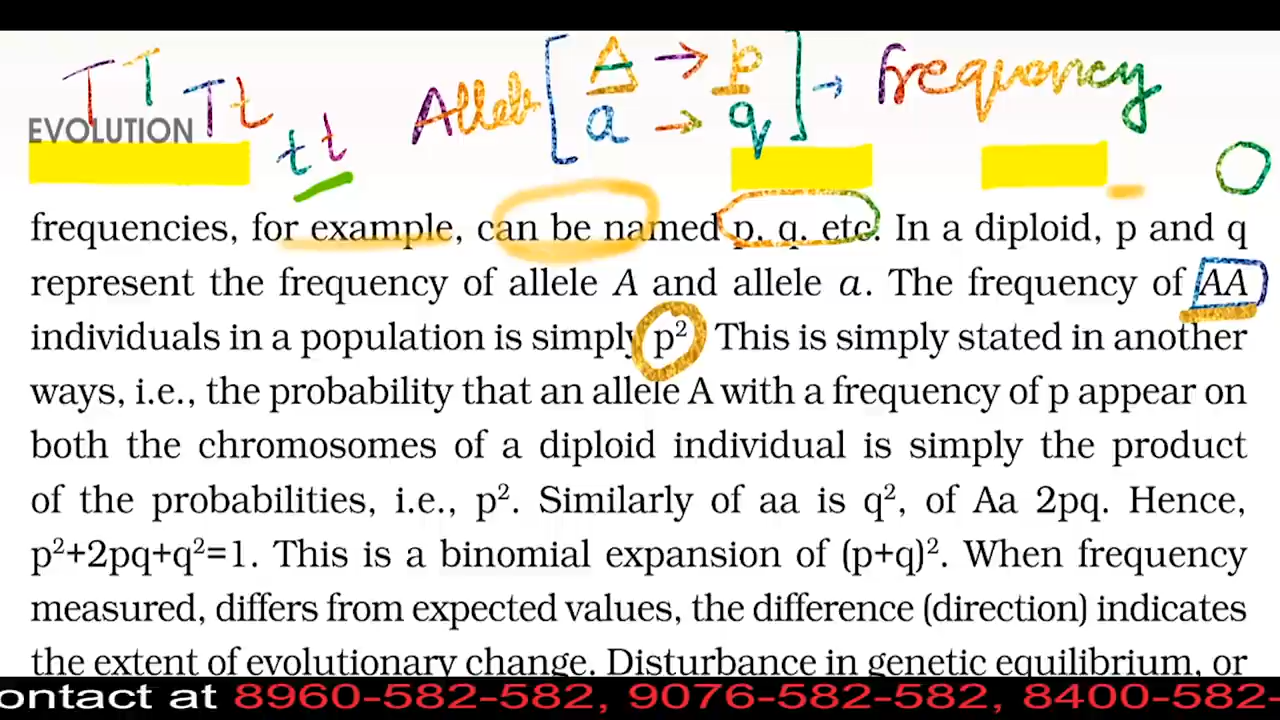 TT Tt tt
Allele [ A → p
a → q ] → frequency
EVOLUTION
frequencies, for example, can be named p, q, etc. In a diploid, p and q
represent the frequency of allele A and allele a. The frequency of AA
individuals in a population is simply p² This is simply stated in another
ways, i.e., the probability that an allele A with a frequency of p appear on
both the chromosomes of a diploid individual is simply the product
of the probabilities, i.e., p². Similarly of aa is q², of Aa 2pq. Hence,
p²+2pq+q²=1. This is a binomial expansion of (p+q)². When frequency
measured, differs from expected values, the difference (direction) indicates
the extent of evolutionary change. Disturbance in genetic equilibrium, or
ontact at 8960-582-582, 9076-582-582, 8400-582-